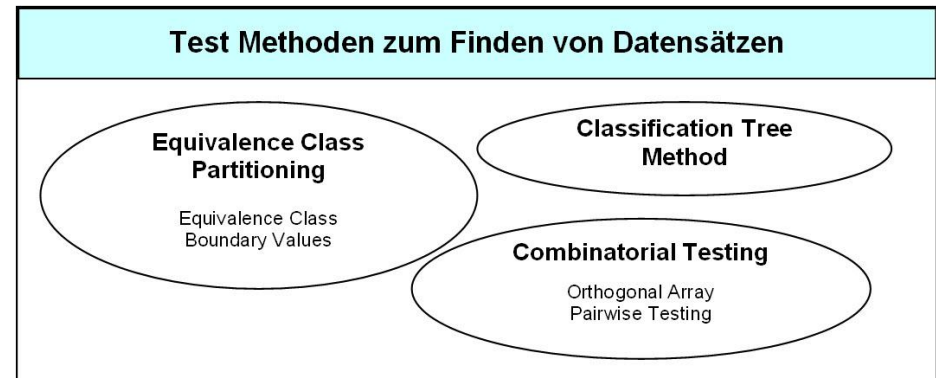 Test Methoden zum Finden von Datensätzen
Equivalence Class
Partitioning
Equivalence Class
Boundary Values
Classification Tree
Method
Combinatorial Testing
Orthogonal Array
Pairwise Testing